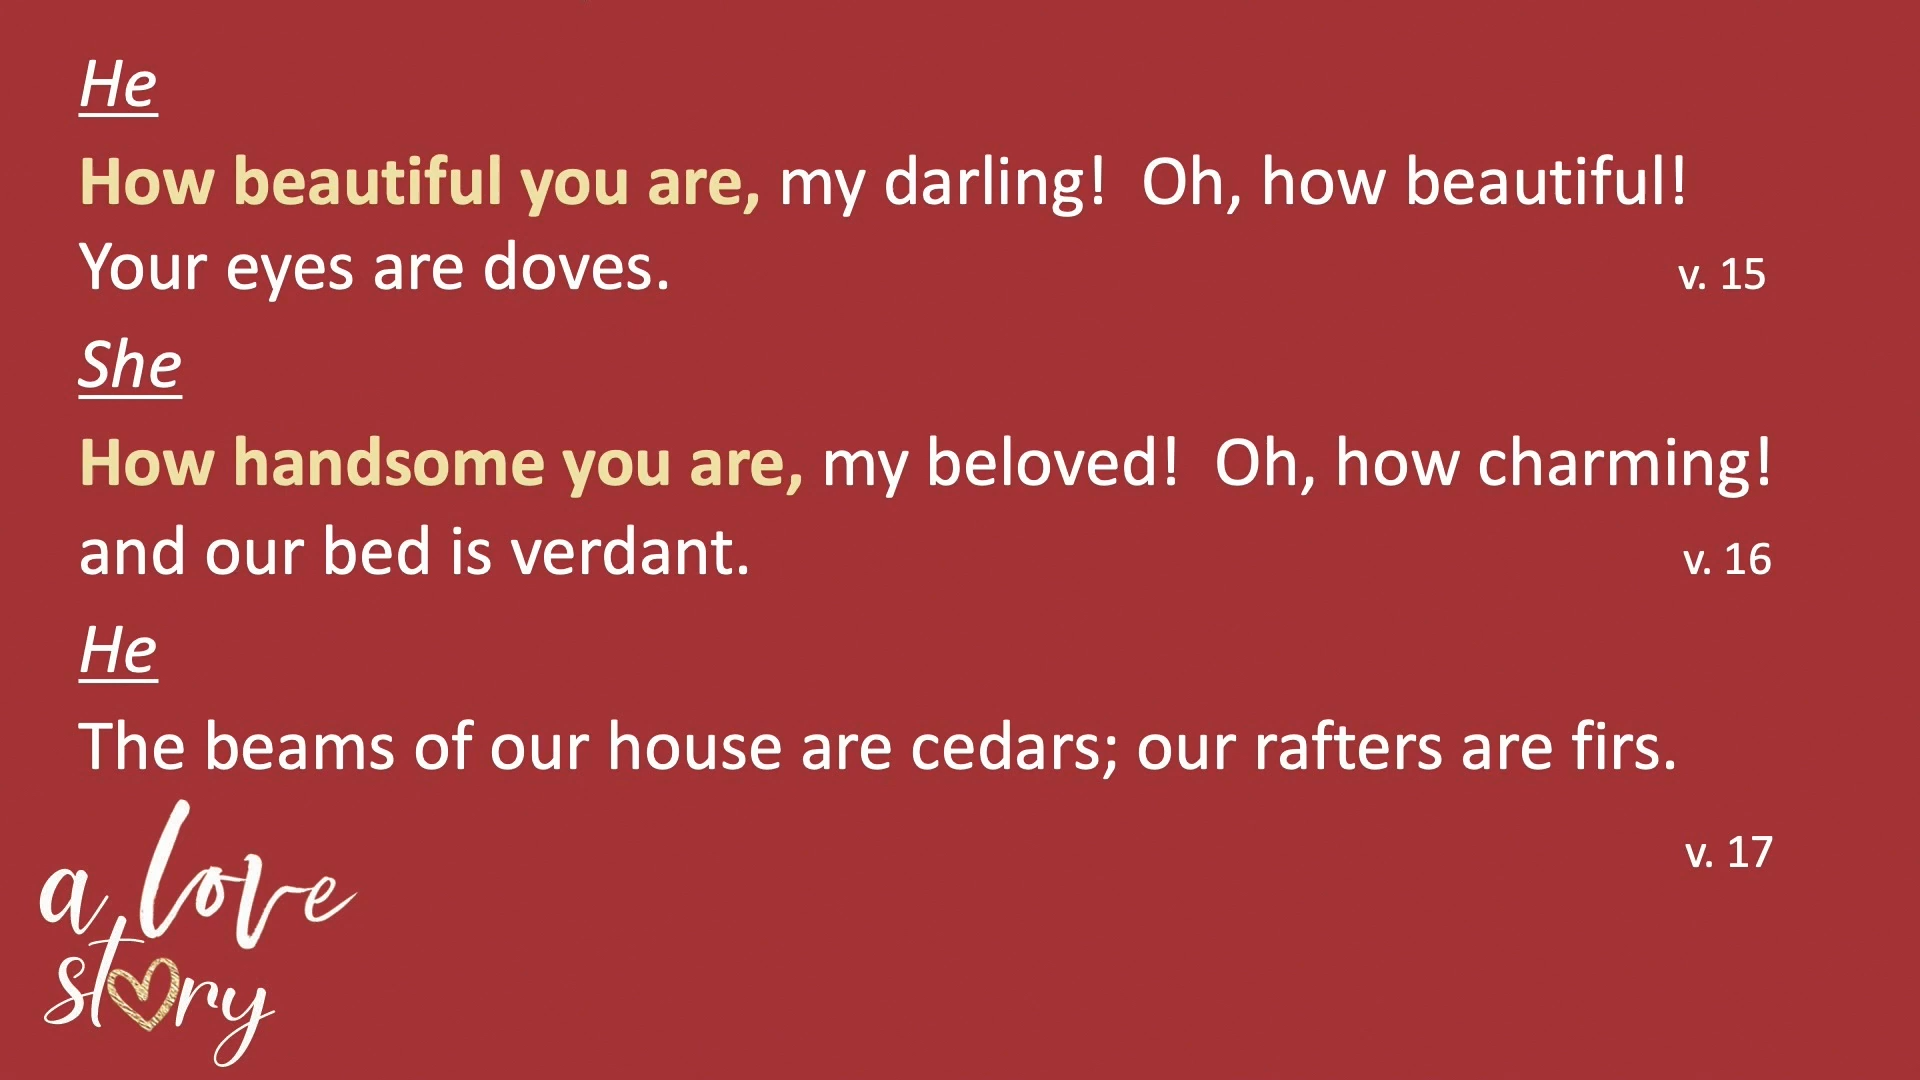 He
How beautiful you are, my darling!  Oh, how beautiful!
Your eyes are doves. v. 15
She
How handsome you are, my beloved!  Oh, how charming!
and our bed is verdant. v. 16
He
The beams of our house are cedars; our rafters are firs.
v. 17
a love
story